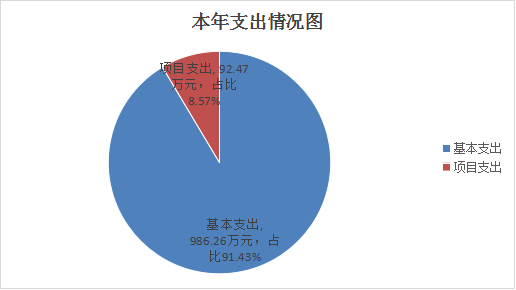 本年支出情况图
项目支出, 92.47
万元，占比
8.57%
基本支出
项目支出
基本支出,
986.26万元，占
比91.43%